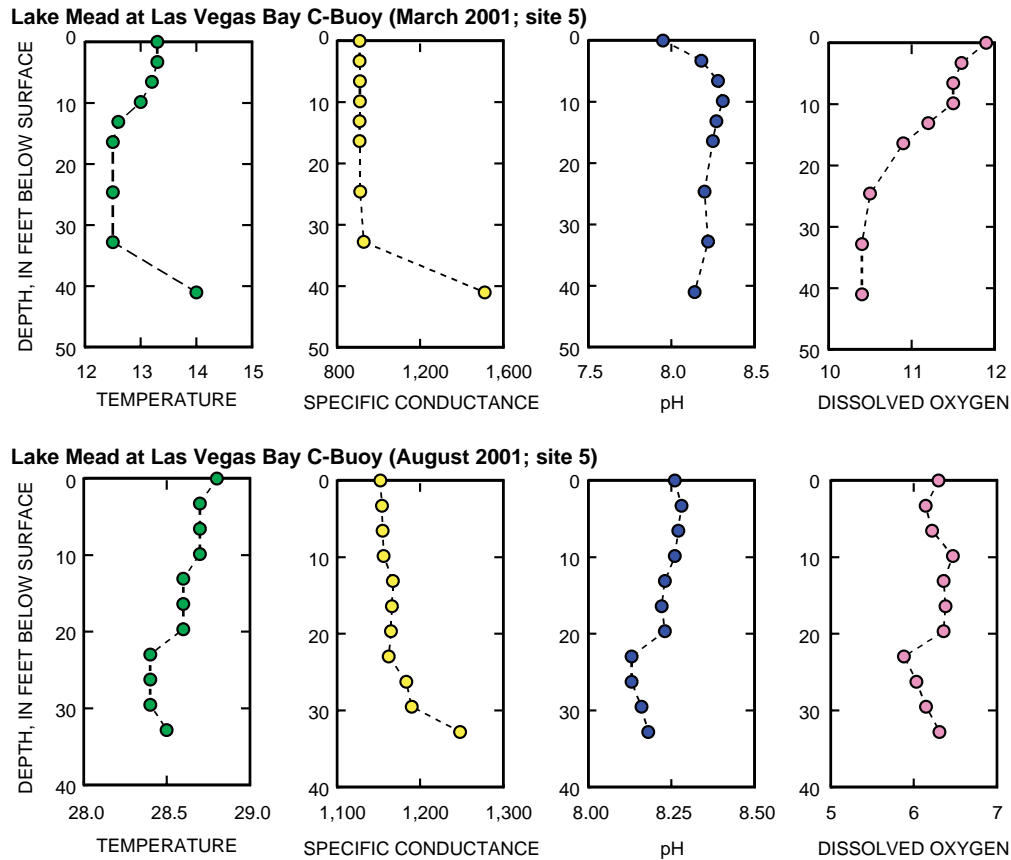 Lake Mead at Las Vegas Bay C-Buoy (March 2001; site 5)
DEPTH, IN FEET BELOW SURFACE
0
10
20
30
40
50
12 13 14 15
TEMPERATURE
0
10
20
30
40
50
800 1,200 1,600
SPECIFIC CONDUCTANCE
0
10
20
30
40
50
7.5 8.0 8.5
pH
0
10
20
30
40
50
10 11 12
DISSOLVED OXYGEN
Lake Mead at Las Vegas Bay C-Buoy (August 2001; site 5)
DEPTH, IN FEET BELOW SURFACE
0
10
20
30
40
28.0 28.5 29.0
TEMPERATURE
0
10
20
30
40
1,100 1,200 1,300
SPECIFIC CONDUCTANCE
0
10
20
30
40
8.00 8.25 8.50
pH
0
10
20
30
40
5 6 7
DISSOLVED OXYGEN